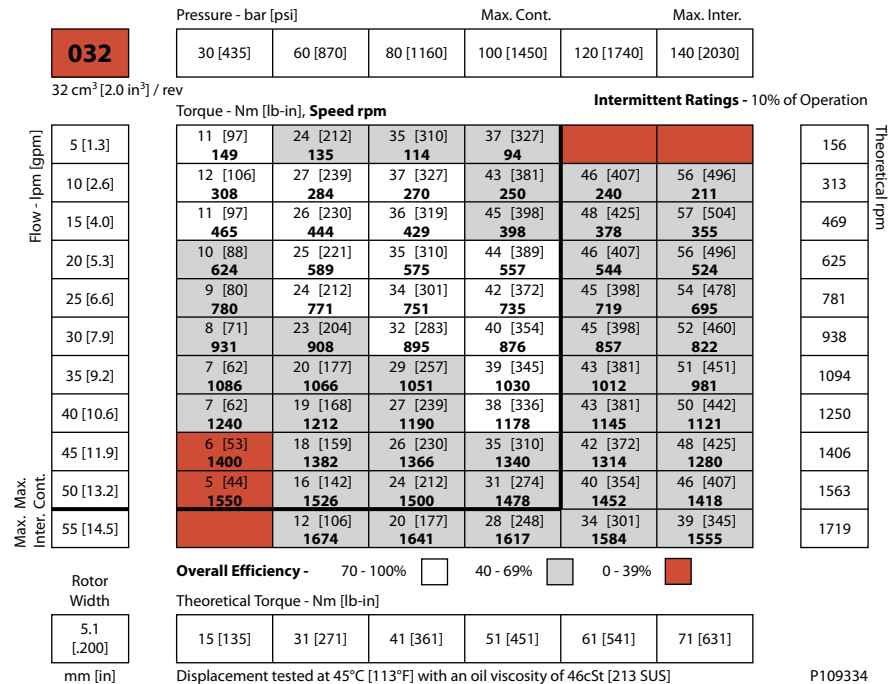 Pressure - bar [psi] Max. Cont. Max. Inter.
032 30 [435] 60 [870] 80 [1160] 100 [1450] 120 [1740] 140 [2030]
32 cm³ [2.0 in³] / rev
Torque - Nm [lb-in], Speed rpm Intermittent Ratings - 10% of Operation
Flow - lpm [gpm]
Theoretical rpm
5 [1.3] 11 [97] 24 [212] 35 [310] 37 [327] 156
149 135 114 94
10 [2.6] 12 [106] 27 [239] 37 [327] 43 [381] 46 [407] 56 [496] 313
308 284 270 250 240 211
15 [4.0] 11 [97] 26 [230] 36 [319] 45 [398] 48 [425] 57 [504] 469
465 444 429 398 378 355
20 [5.3] 10 [88] 25 [221] 35 [310] 44 [389] 46 [407] 56 [496] 625
624 589 575 557 544 524
25 [6.6] 9 [80] 24 [212] 34 [301] 42 [372] 45 [398] 54 [478] 781
780 771 751 735 719 695
30 [7.9] 8 [71] 23 [204] 32 [283] 40 [354] 45 [398] 52 [460] 938
931 908 895 876 857 822
35 [9.2] 7 [62] 20 [177] 29 [257] 39 [345] 43 [381] 51 [451] 1094
1086 1066 1051 1030 1012 981
40 [10.6] 7 [62] 19 [168] 27 [239] 38 [336] 43 [381] 50 [442] 1250
1240 1212 1190 1178 1145 1121
45 [11.9] 6 [53] 18 [159] 26 [230] 35 [310] 42 [372] 48 [425] 1406
1400 1382 1366 1340 1314 1280
Max. Cont.
50 [13.2] 5 [44] 16 [142] 24 [212] 31 [274] 40 [354] 46 [407] 1563
1550 1526 1500 1478 1452 1418
Max. Inter.
55 [14.5] 12 [106] 20 [177] 28 [248] 34 [301] 39 [345] 1719
1674 1641 1617 1584 1555
Overall Efficiency - 70 - 100% 40 - 69% 0 - 39%
Rotor
Width
Theoretical Torque - Nm [lb-in]
5.1
[.200]
15 [135] 31 [271] 41 [361] 51 [451] 61 [541] 71 [631]
mm [in] Displacement tested at 45°C [113°F] with an oil viscosity of 46cSt [213 SUS] P109334